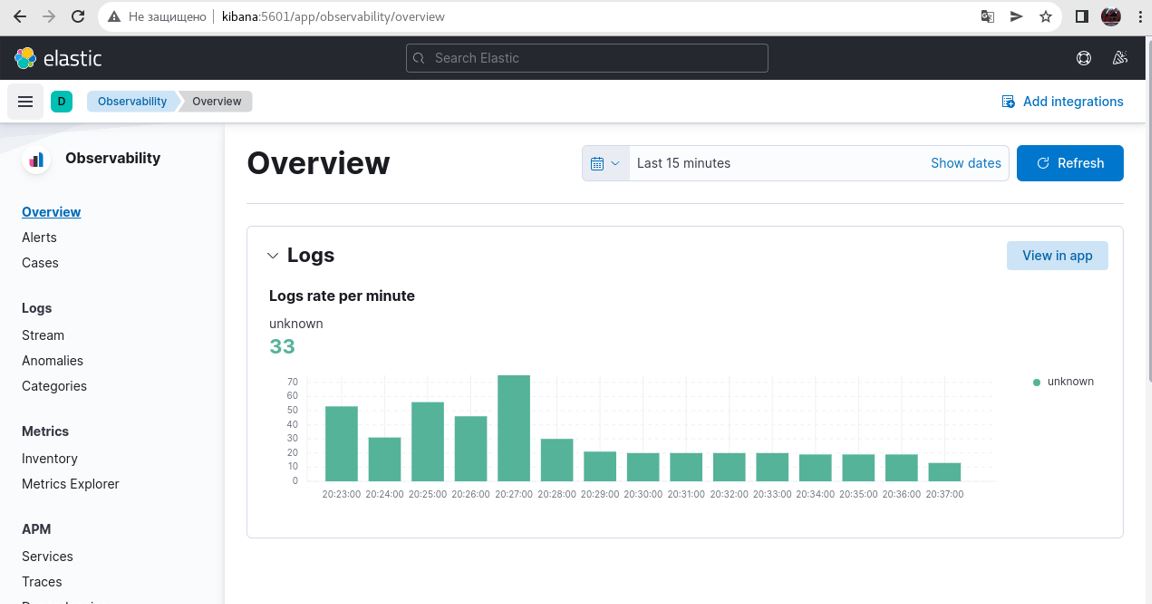 Не защищено kibana:5601/app/observability/overview
elastic
Search Elastic
D
Observability
Overview
Add integrations
Observability
Overview
Alerts
Cases
Logs
Stream
Anomalies
Categories
Metrics
Inventory
Metrics Explorer
APM
Services
Traces
Overview
Last 15 minutes
Show dates
Refresh
Logs
View in app
Logs rate per minute
unknown
33
70
60
50
40
30
20
10
0
20:23:00 20:24:00 20:25:00 20:26:00 20:27:00 20:28:00 20:29:00 20:30:00 20:31:00 20:32:00 20:33:00 20:34:00 20:35:00 20:36:00 20:37:00
unknown